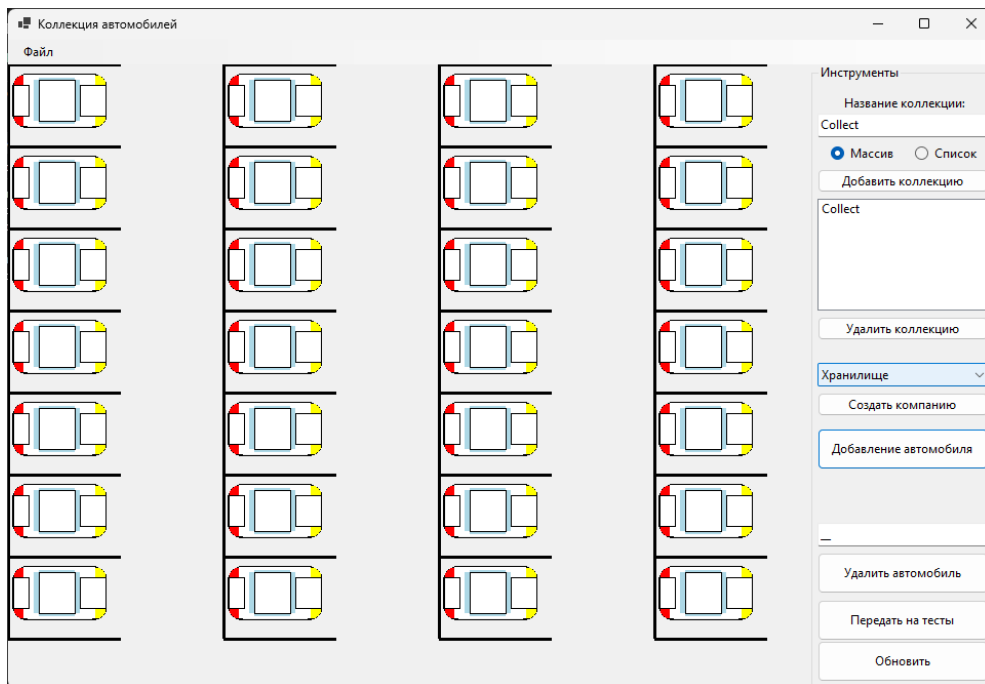 Коллекция автомобилей
Файл
Инструменты
Название коллекции:
Collect
Массив Список
Добавить коллекцию
Collect
Удалить коллекцию
Хранилище
Создать компанию
Добавление автомобиля
Удалить автомобиль
Передать на тесты
Обновить